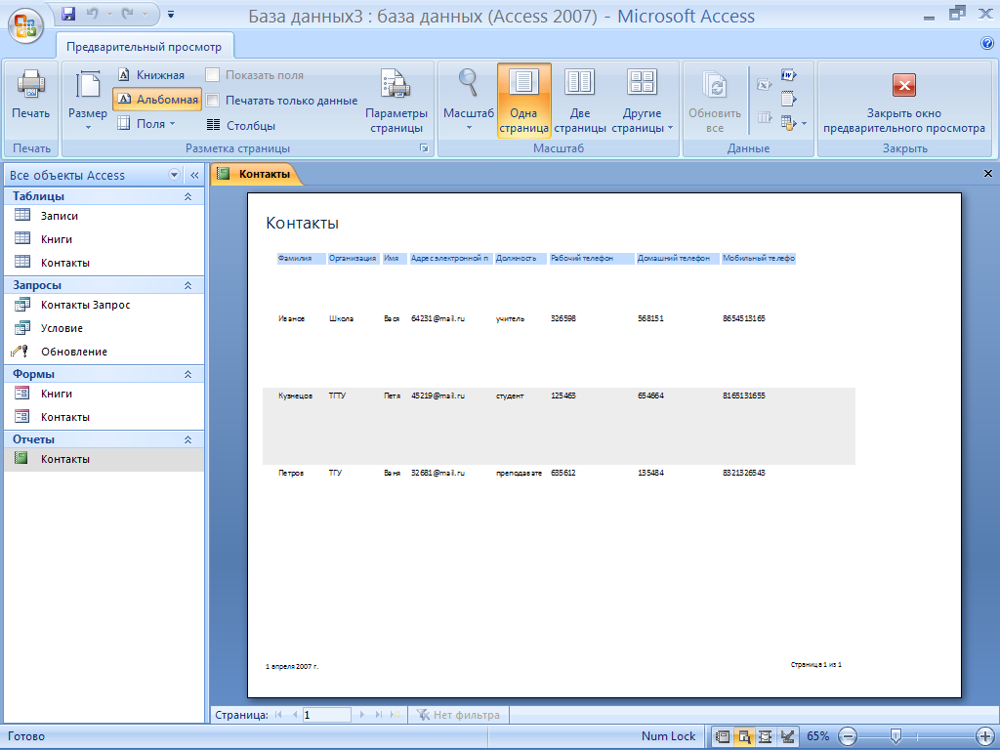 База данных3 : база данных (Access 2007) - Microsoft Access
Предварительный просмотр
Печать
Размер
Книжная
Альбомная
Поля
Показать поля
Печатать только данные
Столбцы
Параметры страницы
Масштаб
Одна страница
Две страницы
Другие страницы
Обновить все
Закрыть окно предварительного просмотра
Печать
Разметка страницы
Масштаб
Данные
Закрыть
Все объекты Access
Таблицы
Записи
Книги
Контакты
Запросы
Контакты Запрос
Условие
Обновление
Формы
Книги
Контакты
Отчеты
Контакты
Контакты
Контакты
Фамилия Организация Имя Адрес электронной п Должность Рабочий телефон Домашний телефон Мобильный телефо
Иванов Школа Вася 64231@mail.ru учитель 326598 568151 8654513165
Кузнецов ТГТУ Петя 45219@mail.ru студент 125463 654664 8165131655
Петров ТГУ Ваня 32681@mail.ru преподавате 635612 135484 8321326543
1 апреля 2007 г.
Страница 1 из 1
Страница: 1
Нет фильтра
Готово
Num Lock
65%